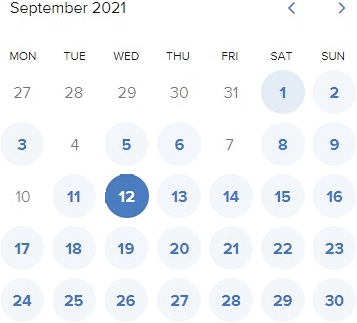 September 2021
MON TUE WED THU FRI SAT SUN
27 28 29 30 31 1 2
3 4 5 6 7 8 9
10 11 12 13 14 15 16
17 18 19 20 21 22 23
24 25 26 27 28 29 30